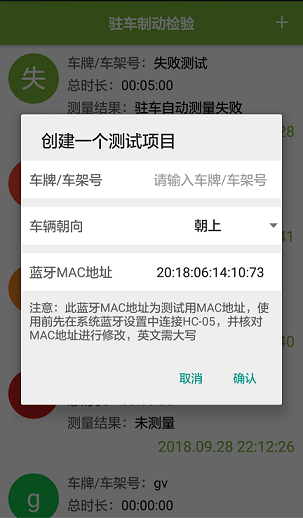 驻车制动检验 +
失 车牌/车架号：失败测试
总时长：00:05:00
测量结果：驻车自动测量失败
28
创建一个测试项目
车牌/车架号 请输入车牌/车架号
41
车辆朝向 朝上
蓝牙MAC地址 20:18:06:14:10:73
40
注意：此蓝牙MAC地址为测试用MAC地址，使
用前先在系统蓝牙设置中连接HC-05，并核对
MAC地址进行修改，英文需大写
取消 确认
测量结果：未测量
2018.09.28 22:12:26
g 车牌/车架号：gv
总时长：00:00:00